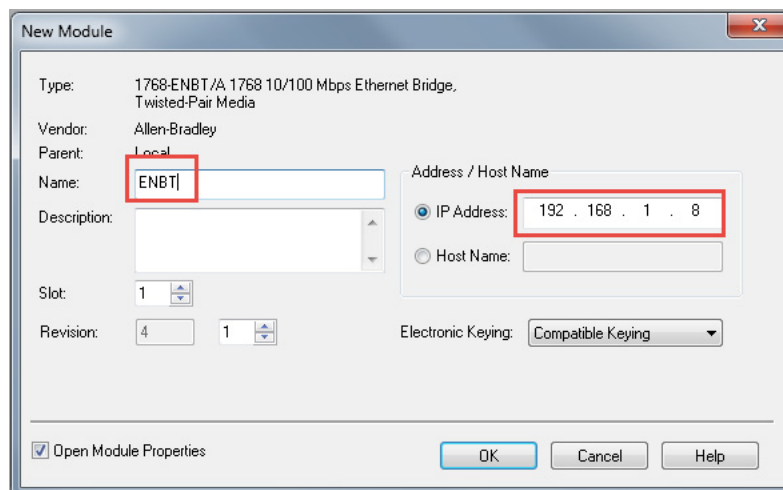 New Module
Type: 1768-ENBT/A 1768 10/100 Mbps Ethernet Bridge,
Twisted-Pair Media
Vendor: Allen-Bradley
Parent: Local
Name: ENBT
Address / Host Name
IP Address: 192 . 168 . 1 . 8
Description:
Host Name:
Slot: 1
Revision: 4 1
Electronic Keying: Compatible Keying
Open Module Properties
OK Cancel Help